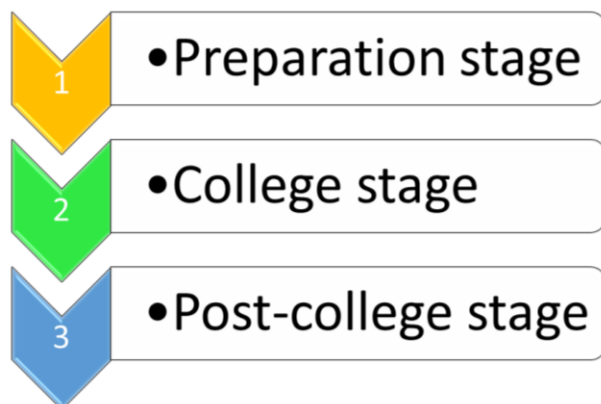 1 •Preparation stage
2 •College stage
3 •Post-college stage